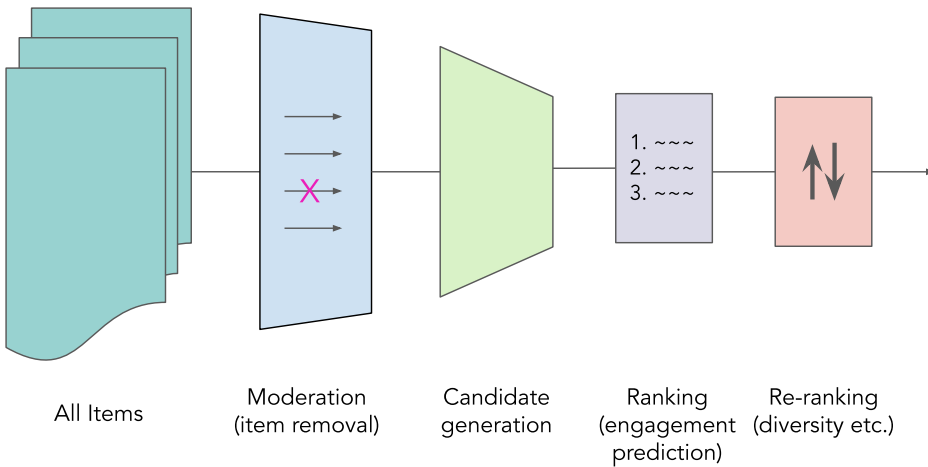 X
1. ~~~
2. ~~~
3. ~~~
All Items
Moderation
(item removal)
Candidate
generation
Ranking
(engagement
prediction)
Re-ranking
(diversity etc.)